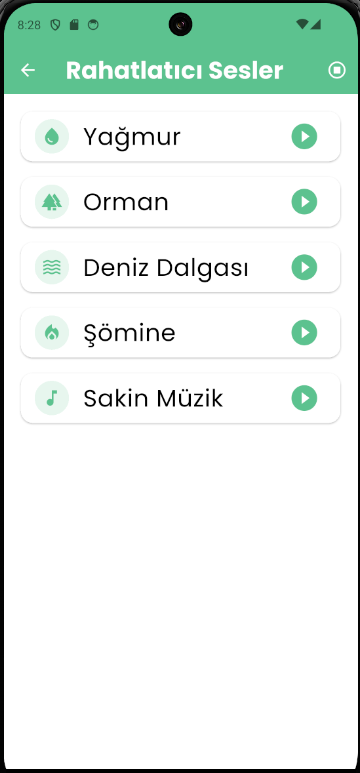 8:28
Rahatlatıcı Sesler
Yağmur
Orman
Deniz Dalgası
Şömine
Sakin Müzik